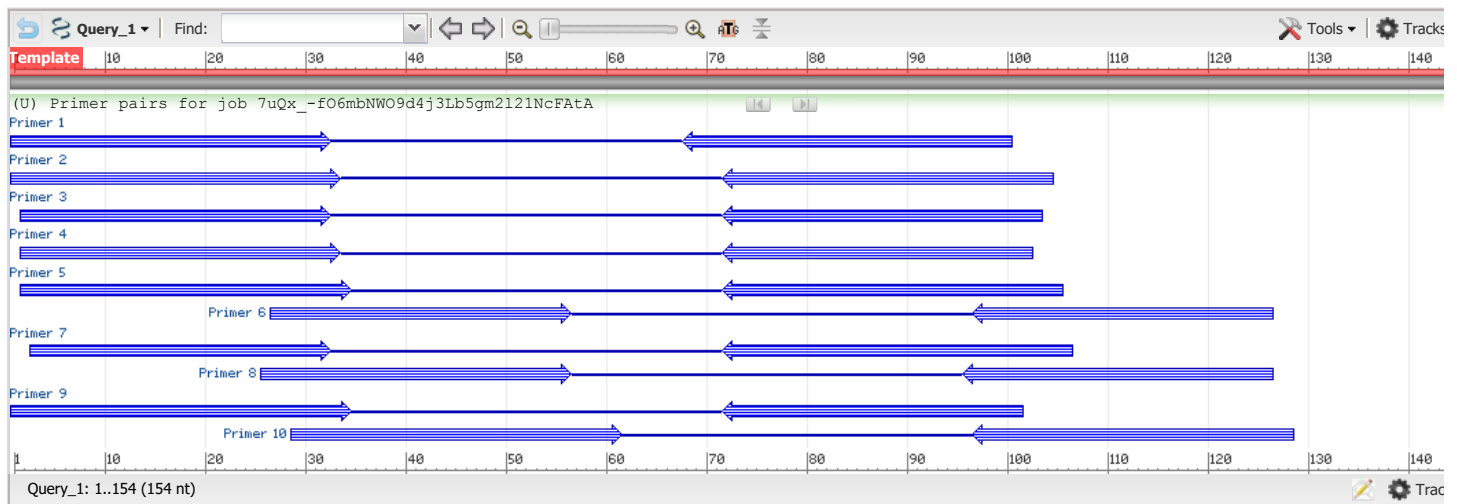 Query_1 Find: ATG Tools Tracks
Template 10 20 30 40 50 60 70 80 90 100 110 120 130 140
(U) Primer pairs for job 7uQx_-fO6mbNWO9d4j3Lb5gm2l21NcFAtA
Primer 1
Primer 2
Primer 3
Primer 4
Primer 5
Primer 6
Primer 7
Primer 8
Primer 9
Primer 10
1 10 20 30 40 50 60 70 80 90 100 110 120 130 140
Query_1: 1..154 (154 nt) Trac